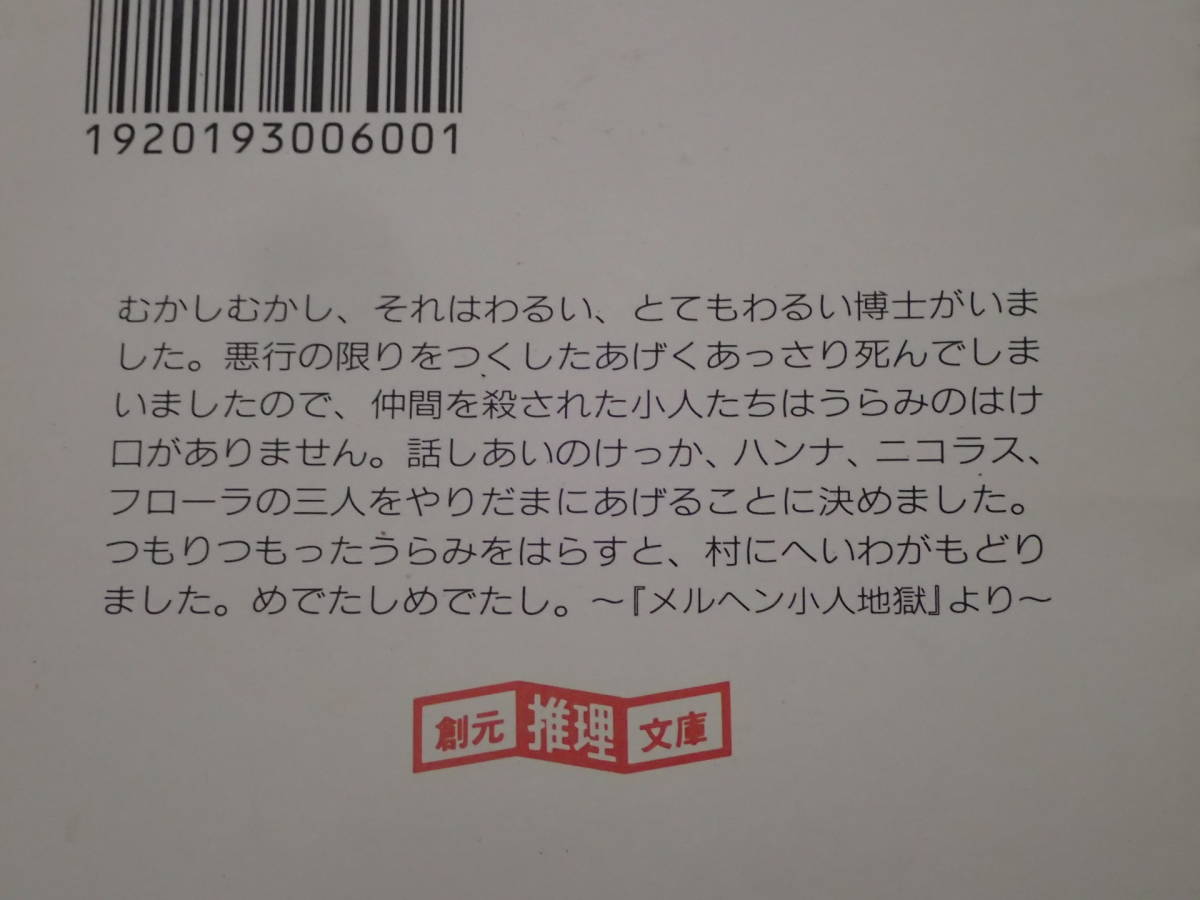 1920193006001
むかしむかし、それはわるい、とてもわるい博士がいま
した。悪行の限りをつくしたあげくあっさり死んでしま
いましたので、仲間を殺された小人たちはうらみのはけ
口がありません。話しあいのけっか、ハンナ、ニコラス、
フローラの三人をやりだまにあげることに決めました。
つもりつもったうらみをはらすと、村にへいわがもどり
ました。めでたしめでたし。～『メルヘン小人地獄』より～
創元推理文庫